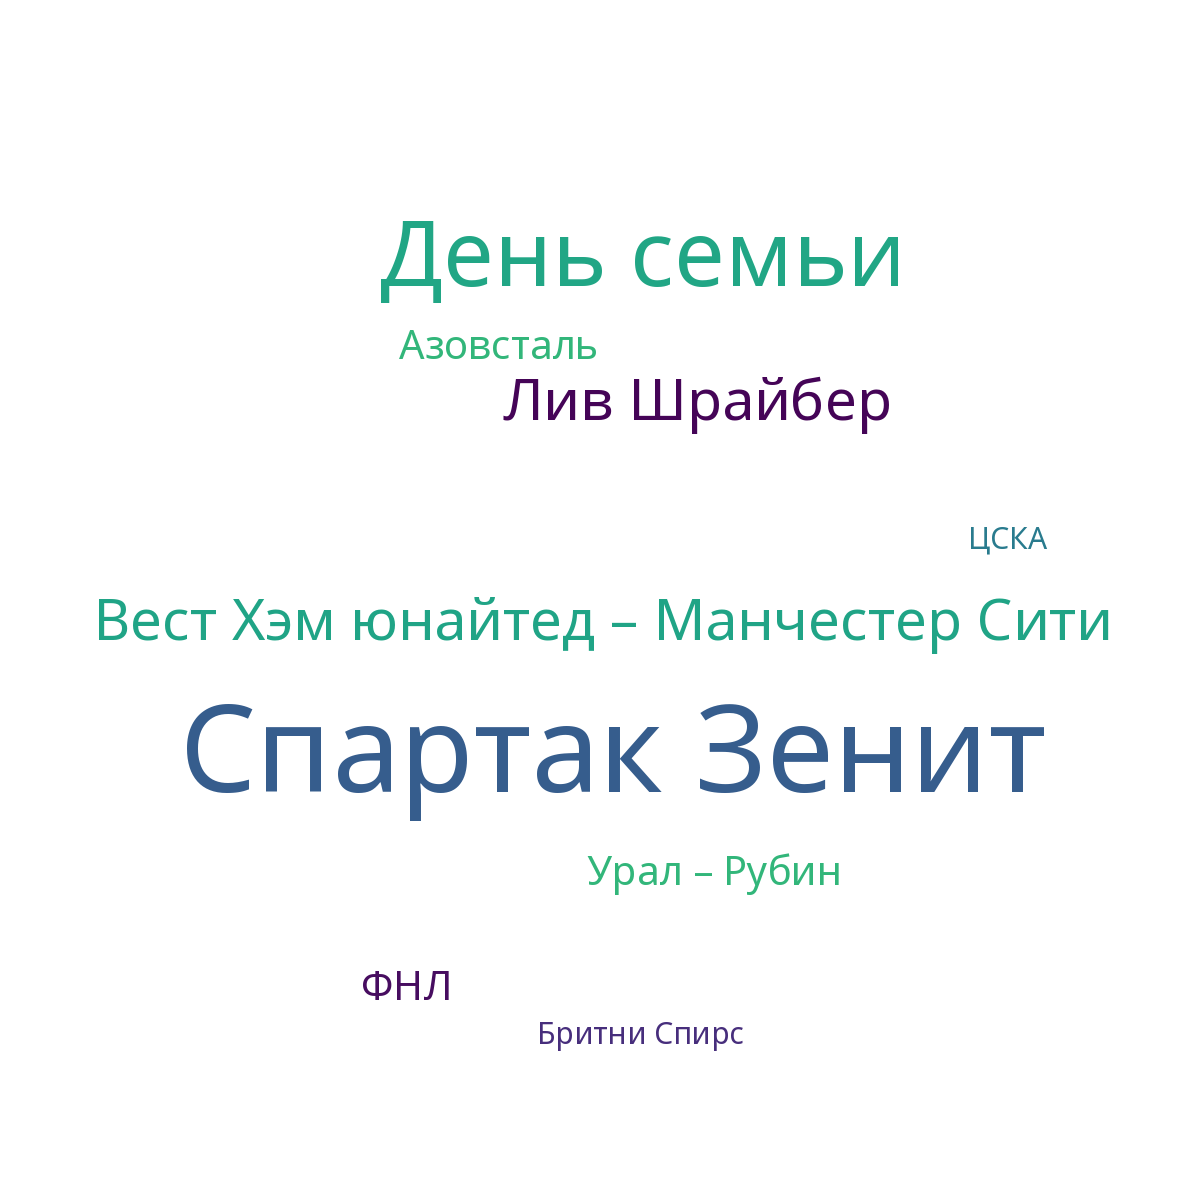 День семьи
Азовсталь
Лив Шрайбер
ЦСКА
Вест Хэм юнайтед – Манчестер Сити
Спартак Зенит
Урал – Рубин
ФНЛ
Бритни Спирс